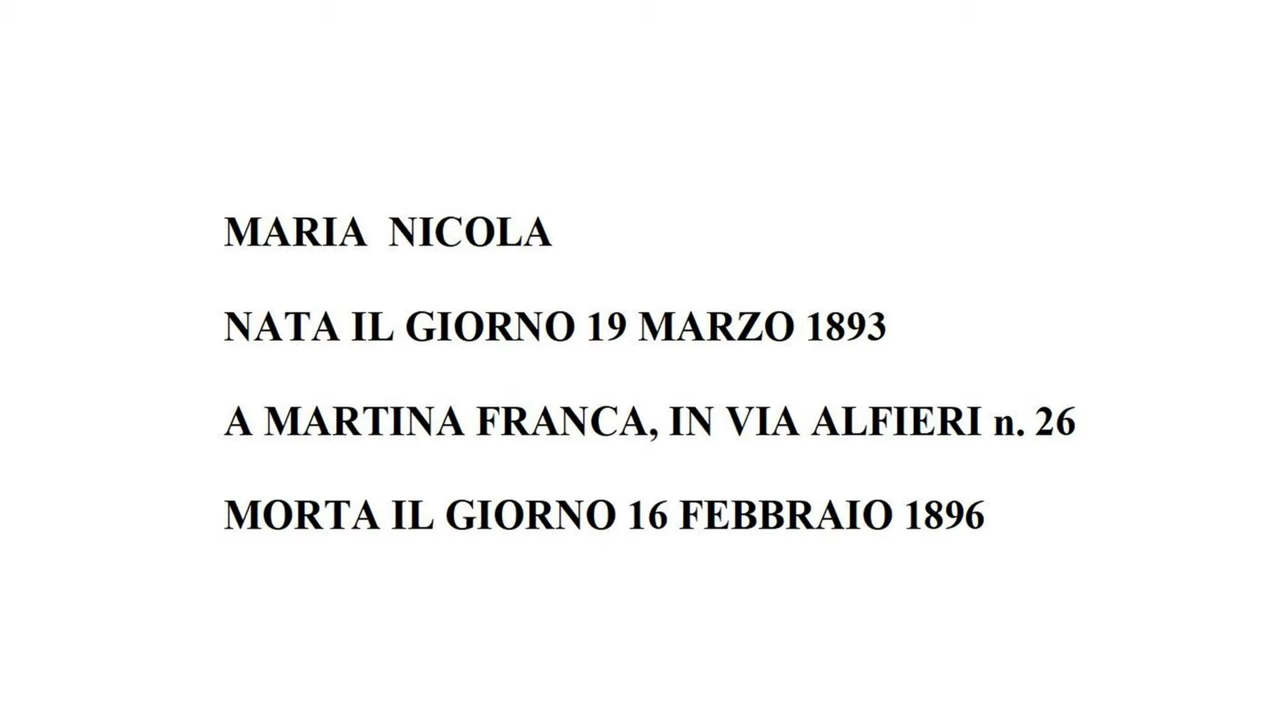 MARIA NICOLA
NATA IL GIORNO 19 MARZO 1893
A MARTINA FRANCA, IN VIA ALFIERI n. 26
MORTA IL GIORNO 16 FEBBRAIO 1896